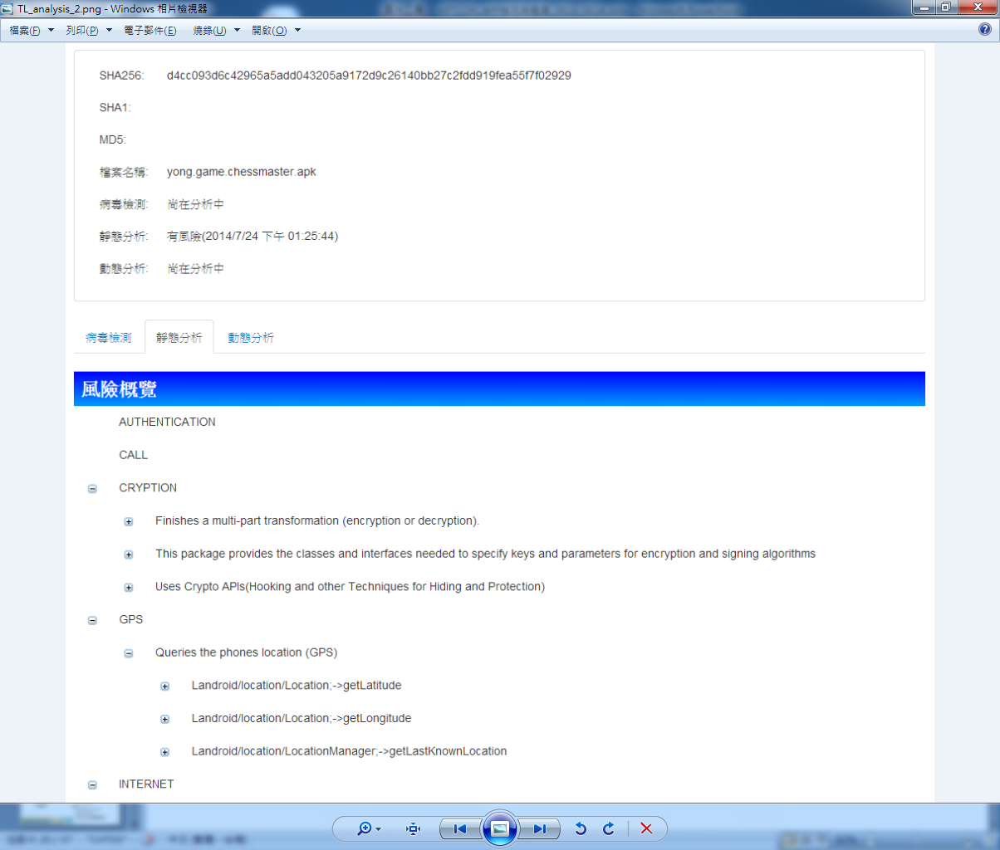 TL_analysis_2.png - Windows 相片檢視器
檔案(F) 列印(P) 電子郵件(E) 燒錄(U) 開啟(O)
SHA256: d4cc093d6c42965a5add043205a9172d9c26140bb27c2fdd919fea55f7f02929
SHA1:
MD5:
檔案名稱: yong.game.chessmaster.apk
病毒檢測: 尚在分析中
靜態分析: 有風險(2014/7/24 下午 01:25:44)
動態分析: 尚在分析中
病毒檢測 靜態分析 動態分析
風險概覽
AUTHENTICATION
CALL
CRYPTION
Finishes a multi-part transformation (encryption or decryption).
This package provides the classes and interfaces needed to specify keys and parameters for encryption and signing algorithms
Uses Crypto APIs(Hooking and other Techniques for Hiding and Protection)
GPS
Queries the phones location (GPS)
Landroid/location/Location;->getLatitude
Landroid/location/Location;->getLongitude
Landroid/location/LocationManager;->getLastKnownLocation
INTERNET